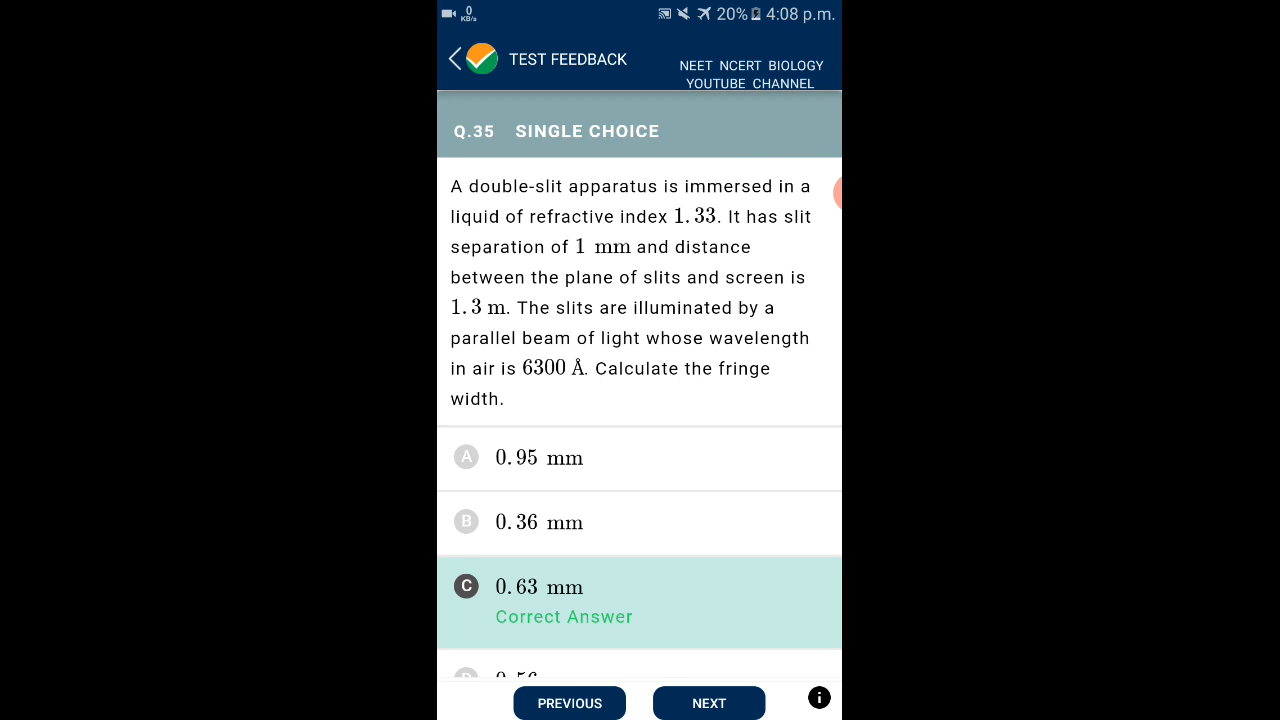 0
KB/s
20% 4:08 p.m.
TEST FEEDBACK
NEET NCERT BIOLOGY
YOUTUBE CHANNEL
Q.35 SINGLE CHOICE
A double-slit apparatus is immersed in a
liquid of refractive index 1.33. It has slit
separation of 1 mm and distance
between the plane of slits and screen is
1.3 m. The slits are illuminated by a
parallel beam of light whose wavelength
in air is 6300 Å. Calculate the fringe
width.
A 0.95 mm
B 0.36 mm
C 0.63 mm
Correct Answer
PREVIOUS NEXT